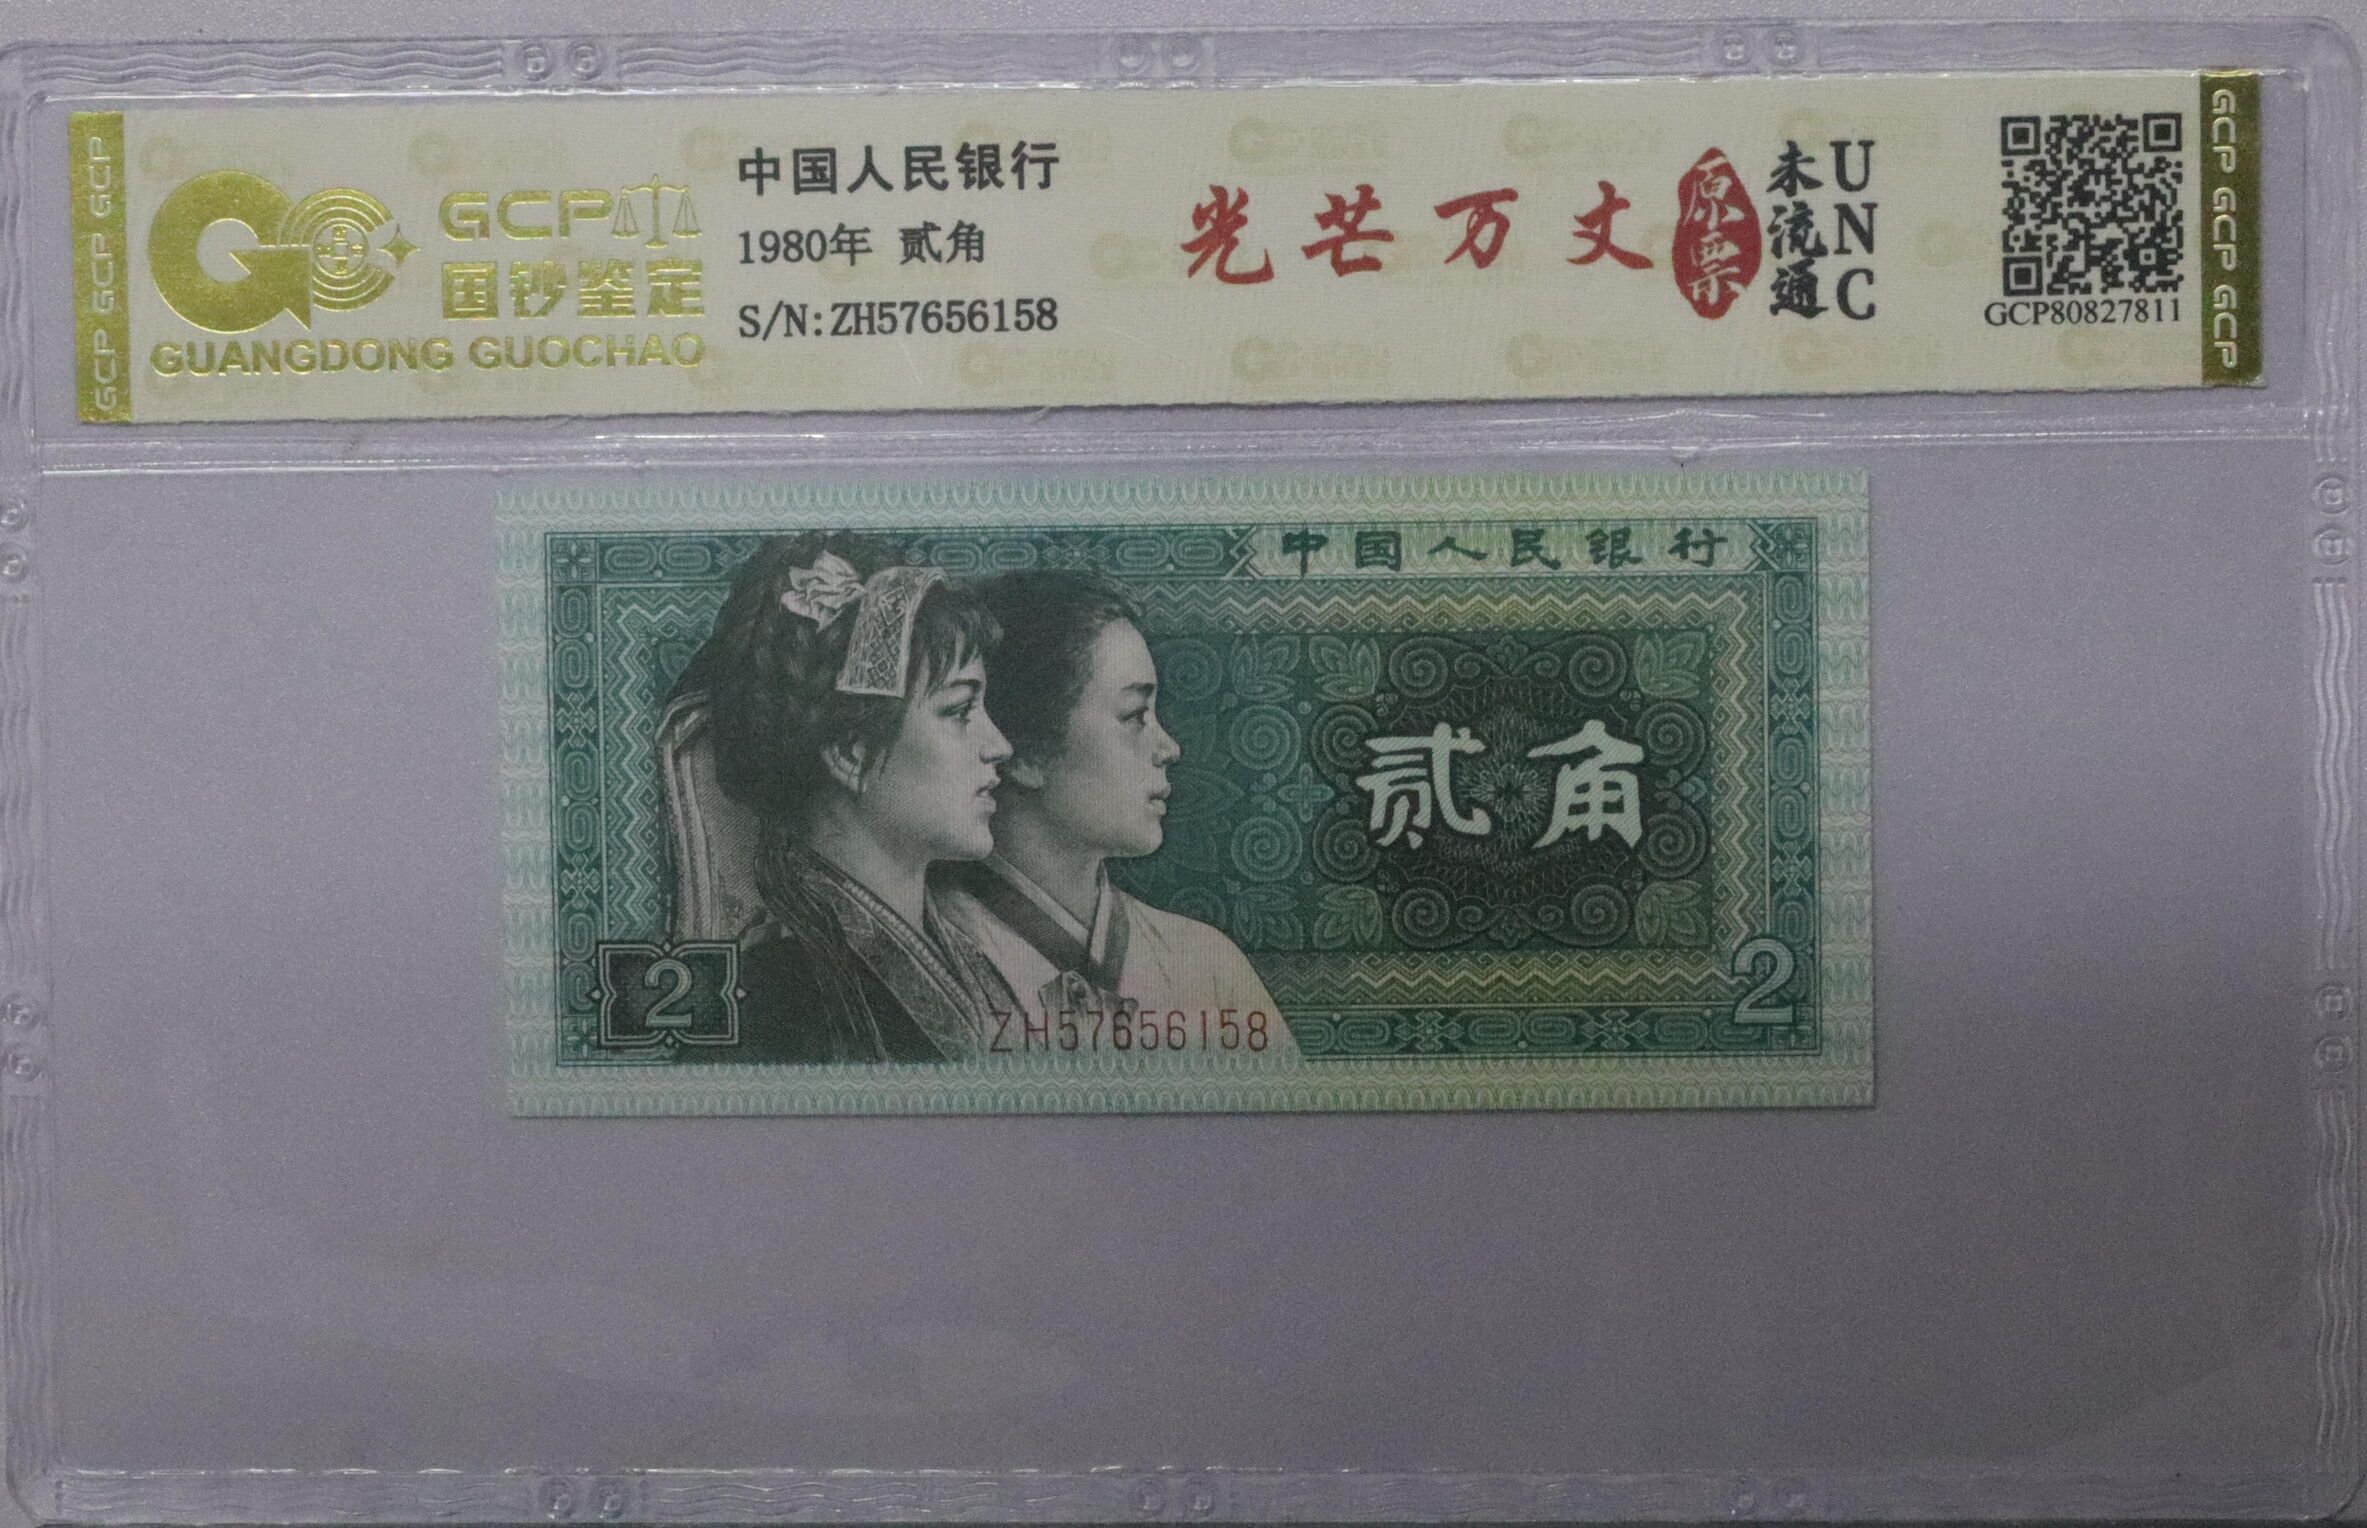 GCP GCP GCP
GCP
国钞鉴定
GUANGDONG GUOCHAO
中国人民银行
1980年 贰角
S/N:ZH57656158
光芒万丈
原票
未流通
UNC
GCP80827811
GCP GCP GCP
中国人民银行
贰角
2
2
ZH57656158